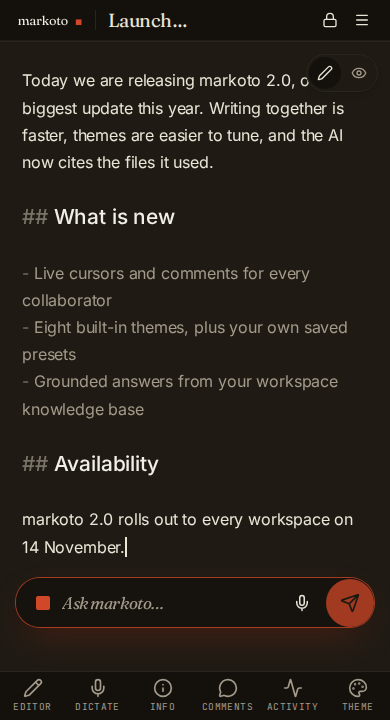 markoto
Launch...
Today we are releasing markoto 2.0,
biggest update this year. Writing together is
faster, themes are easier to tune, and the AI
now cites the files it used.
## What is new
- Live cursors and comments for every
collaborator
- Eight built-in themes, plus your own saved
presets
- Grounded answers from your workspace
knowledge base
## Availability
markoto 2.0 rolls out to every workspace on
14 November.
Ask markoto...
EDITOR
DICTATE
INFO
COMMENTS
ACTIVITY
THEME